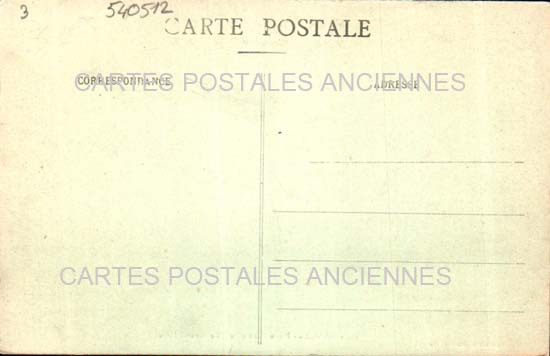 3
540512
CARTE POSTALE
CORRESPONDANCE
ADRESSE
CARTES POSTALES ANCIENNES
CARTES POSTALES ANCIENNES